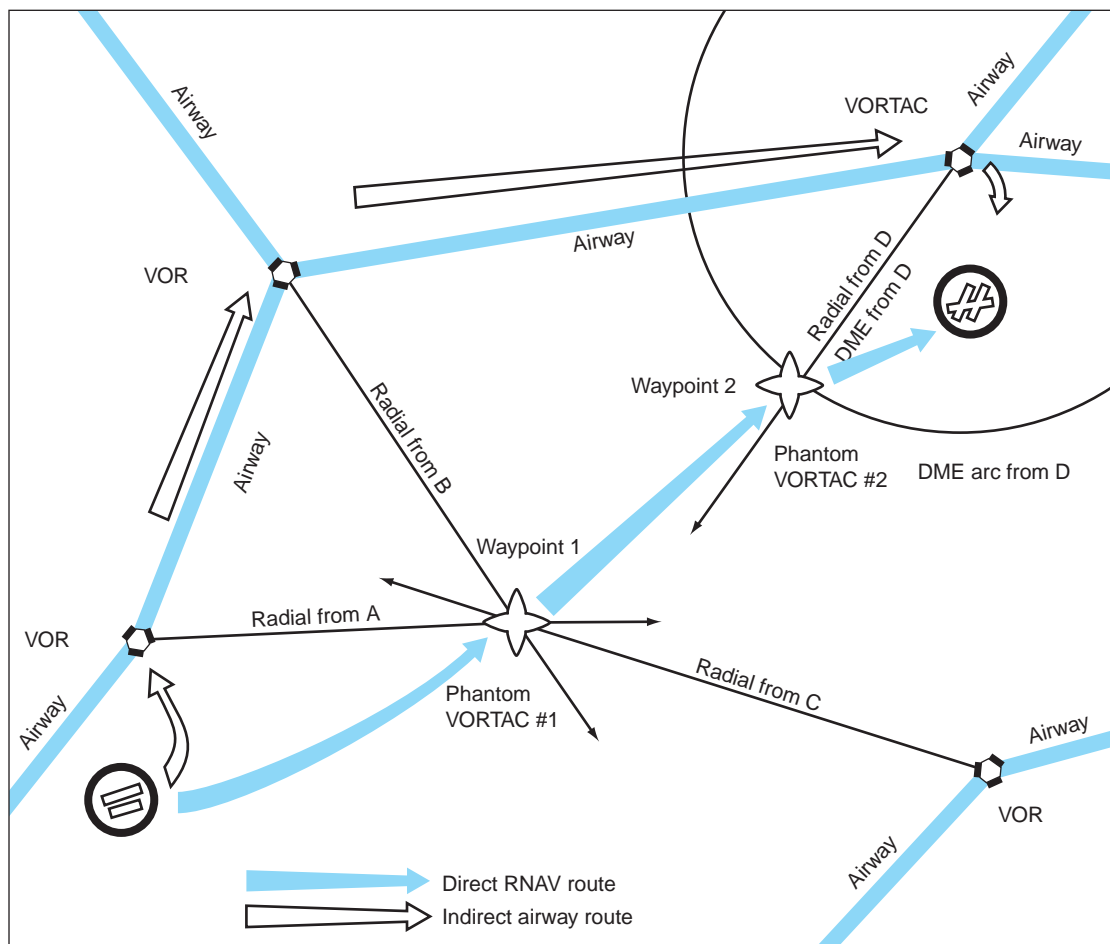 Airway
VORTAC
Airway
Airway
Airway
VOR
Radial from D
DME from D
Waypoint 2
Radial from B
Airway
Phantom
VORTAC #2
DME arc from D
Waypoint 1
Radial from A
VOR
Radial from C
Phantom
VORTAC #1
Airway
Airway
VOR
Airway
Direct RNAV route
Indirect airway route